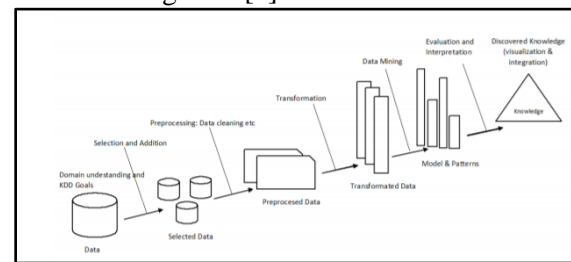 Evaluation and
Interpretation
Discovered Knowledge
(visualization &
integration)
Data Mining
Knowledge
Transformation
Model & Patterns
Preprocessing: Data cleaning etc
Transformated Data
Selection and Addition
Preprocesed Data
Domain undestanding and
KDD Goals
Selected Data
Data